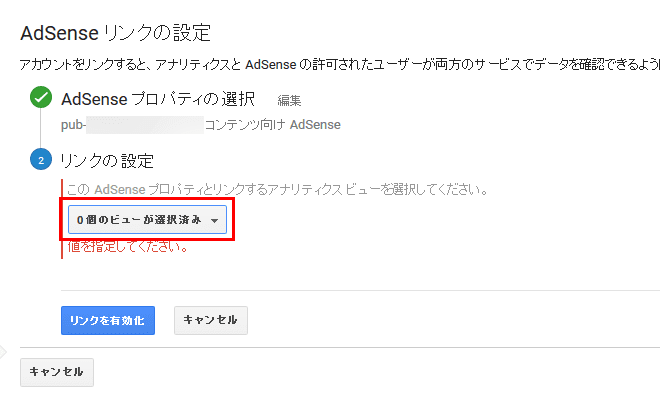 AdSense リンクの設定
アカウントをリンクすると、アナリティクスと AdSense の許可されたユーザーが両方のサービスでデータを確認できるよう
AdSense プロパティの選択 編集
pub- コンテンツ向け AdSense
2 リンクの設定
この AdSense プロパティとリンクするアナリティクス ビューを選択してください。
0 個のビューが選択済み
値を指定してください。
リンクを有効化 キャンセル
キャンセル